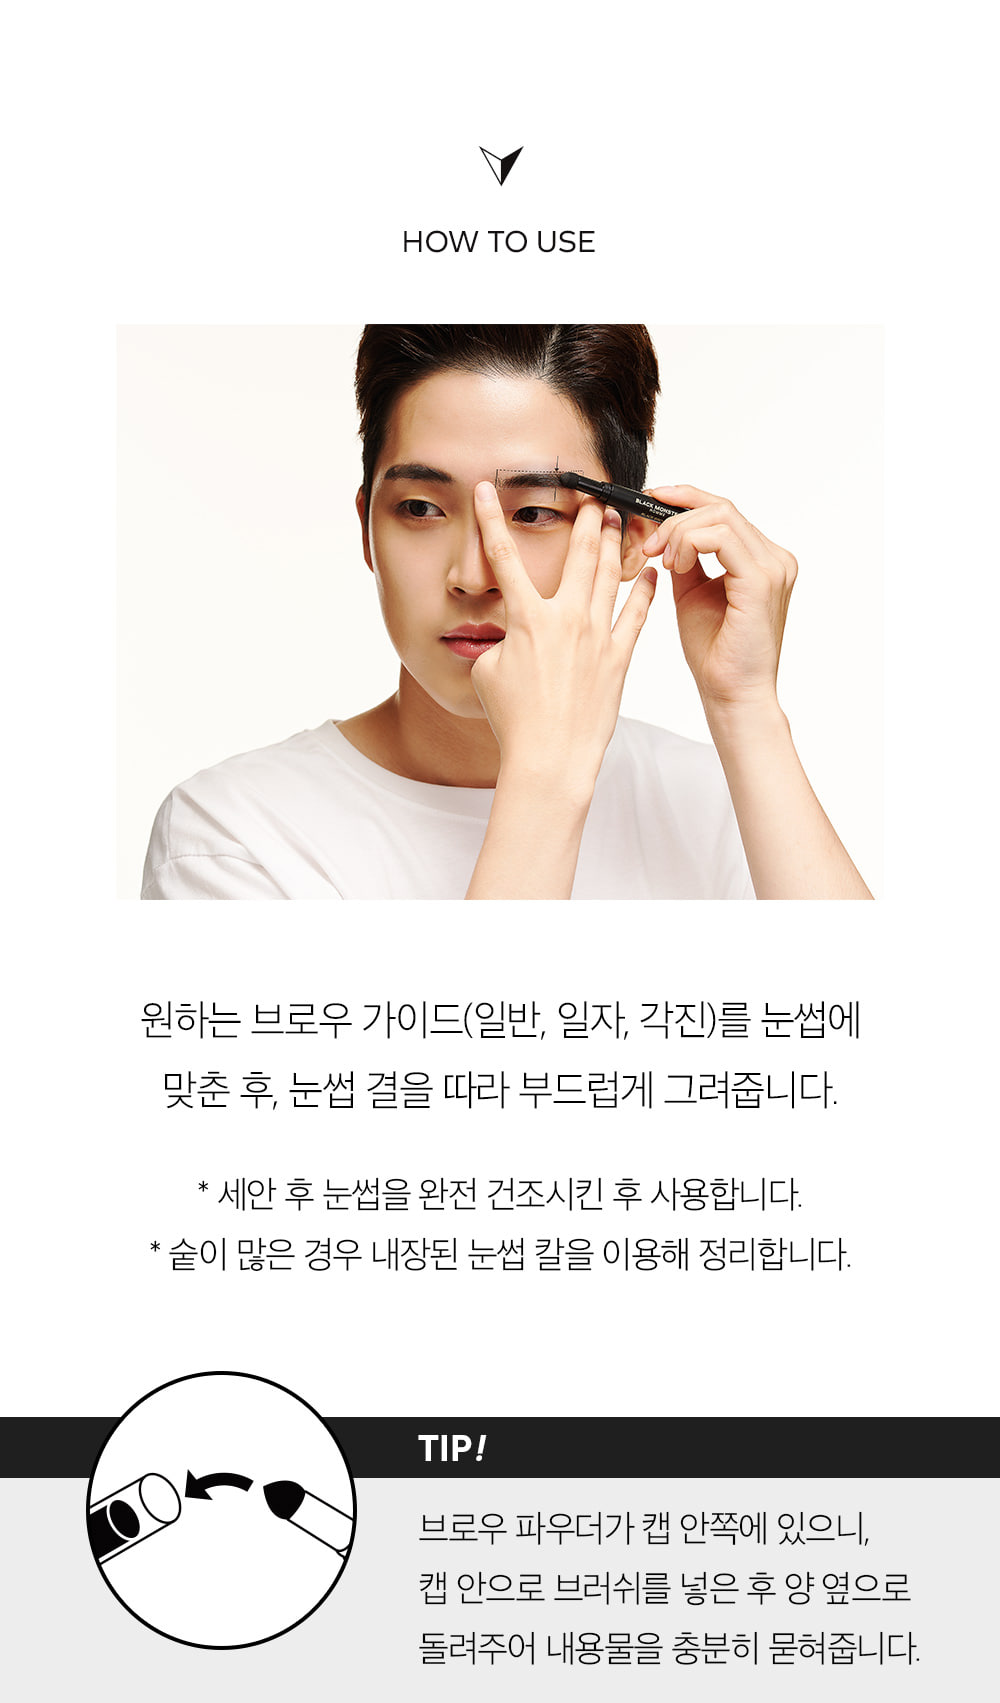 HOW TO USE
BLACK MONST
HOMME
원하는 브로우 가이드(일반, 일자, 각진)를 눈썹에
맞춘 후, 눈썹 결을 따라 부드럽게 그려줍니다.
* 세안 후 눈썹을 완전 건조시킨 후 사용합니다.
* 숱이 많은 경우 내장된 눈썹 칼을 이용해 정리합니다.
TIP!
브로우 파우더가 캡 안쪽에 있으니,
캡 안으로 브러쉬를 넣은 후 양 옆으로
돌려주어 내용물을 충분히 묻혀줍니다.